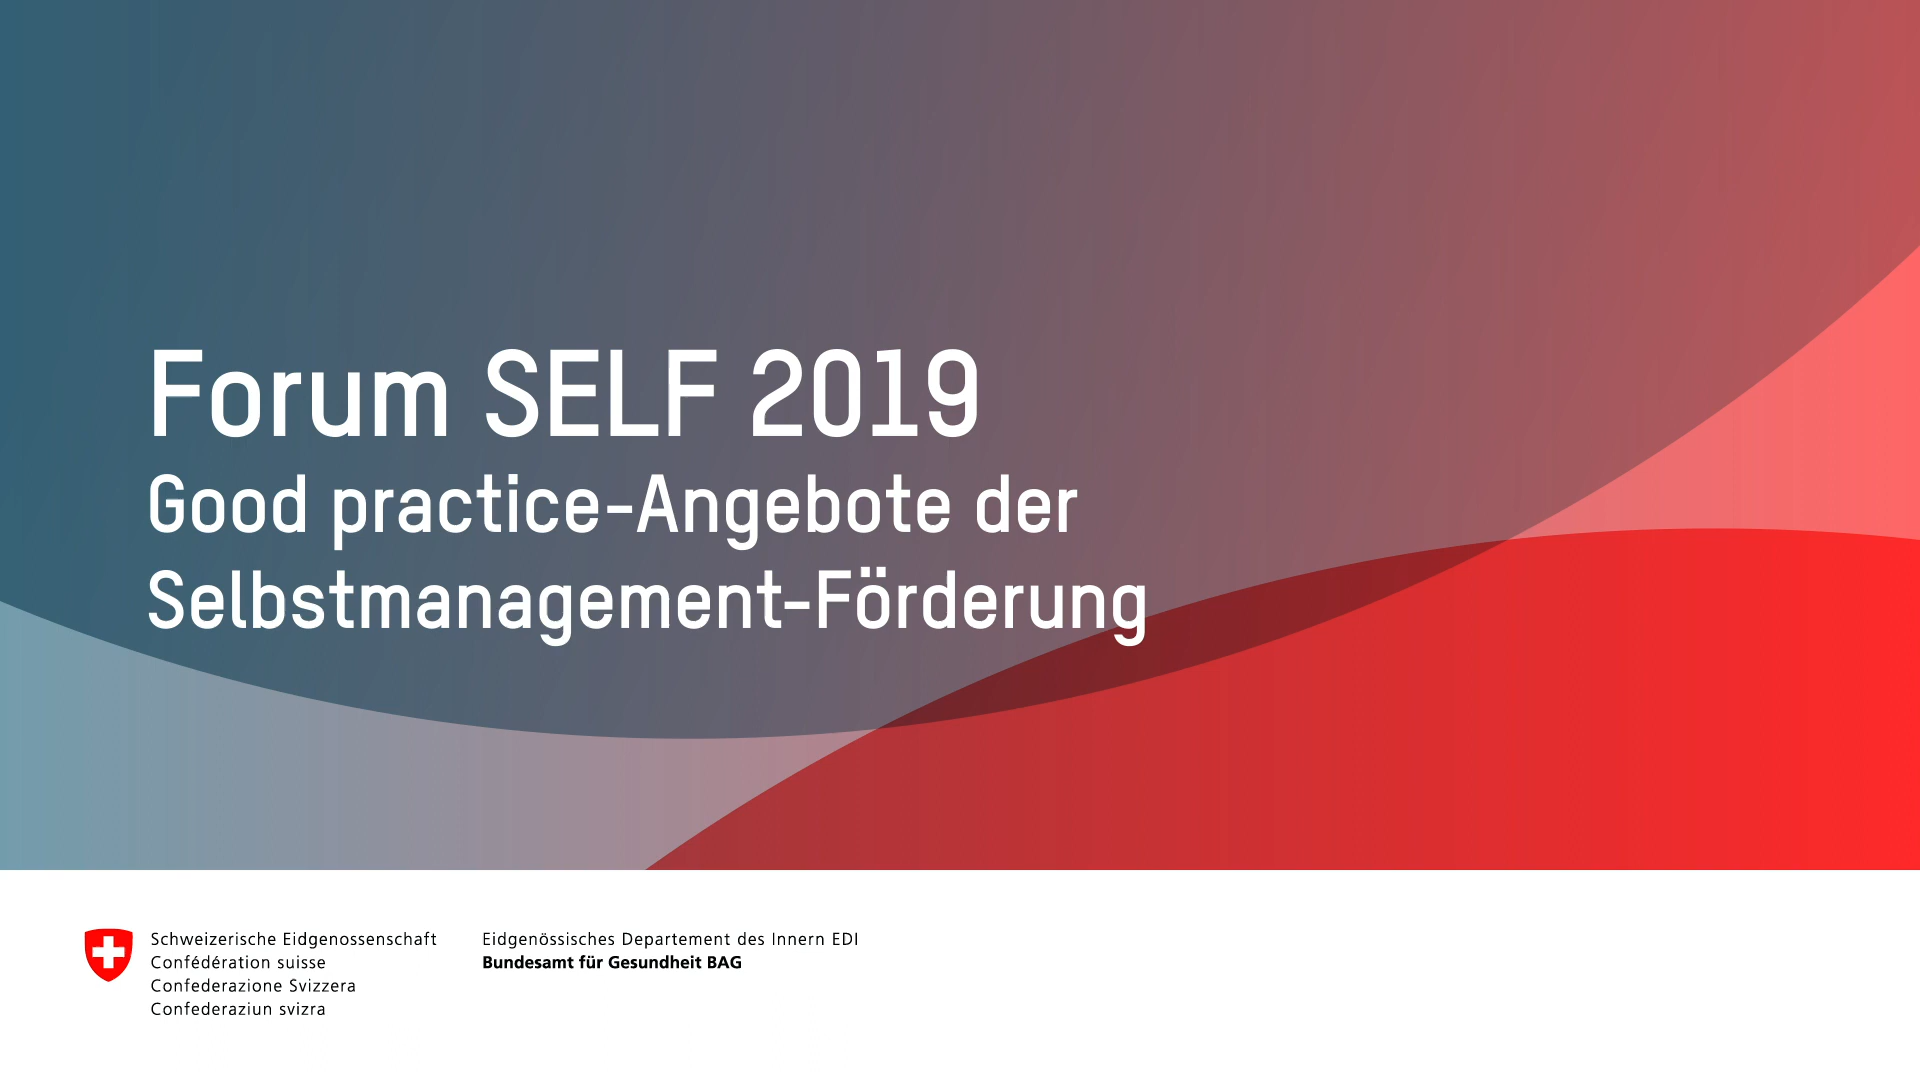 Forum SELF 2019
Good practice-Angebote der
Selbstmanagement-Förderung
Schweizerische Eidgenossenschaft
Confédération suisse
Confederazione Svizzera
Confederaziun svizra
Eidgenössisches Departement des Innern EDI
Bundesamt für Gesundheit BAG